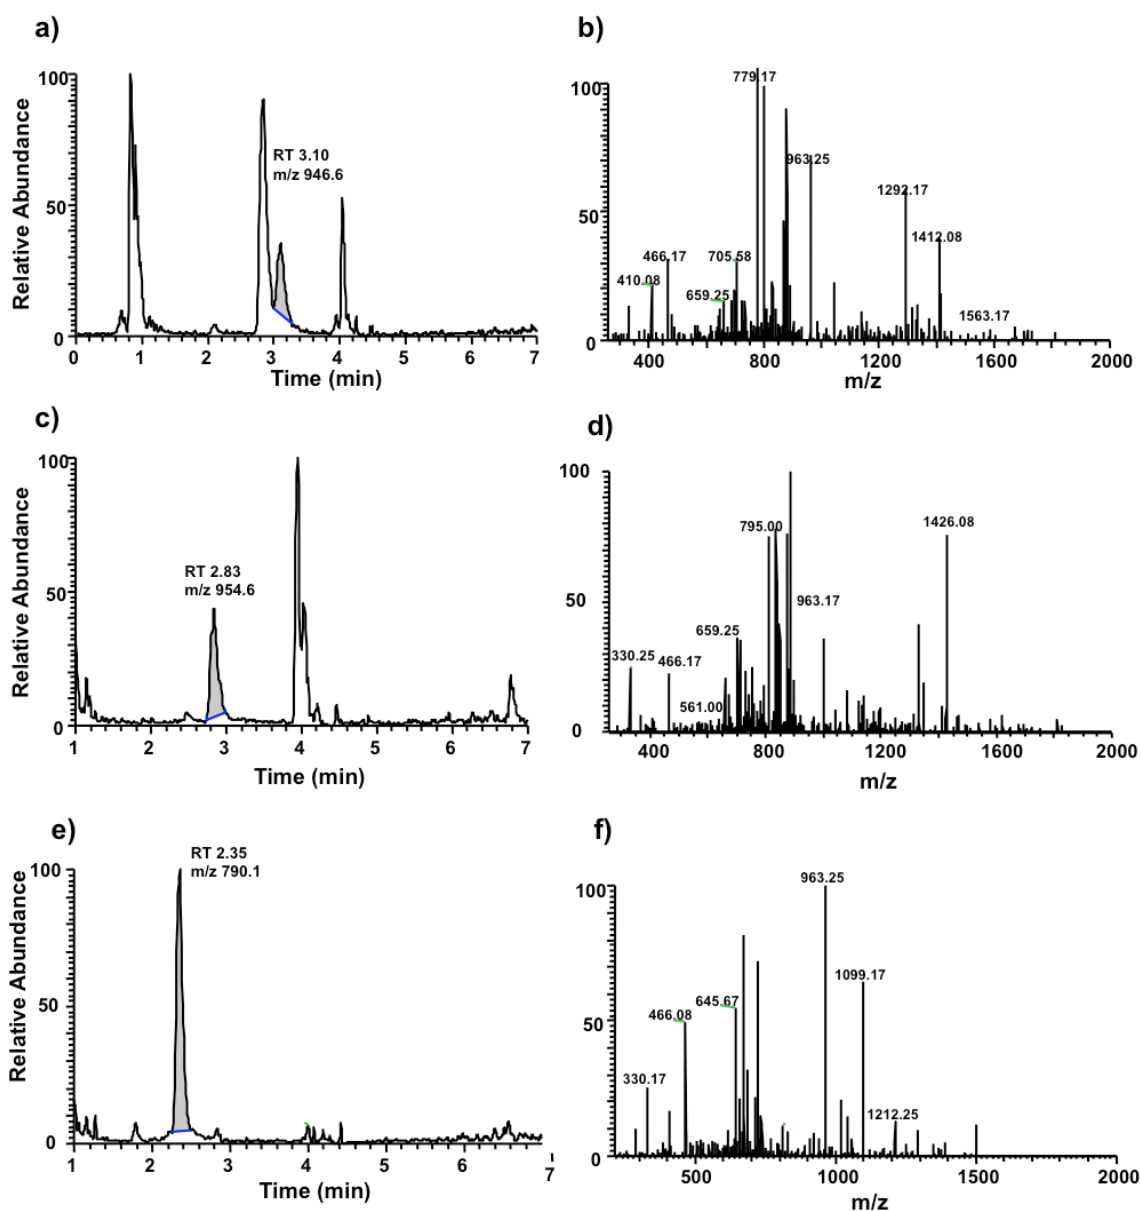 a)
Relative Abundance
100
50
0
RT 3.10
m/z 946.6
0 1 2 3 4 5 6 7
Time (min)
b)
100
50
0
779.17
963.25
1292.17
1412.08
466.17
705.58
410.08
659.25
1563.17
400 800 1200 1600 2000
m/z
c)
Relative Abundance
100
50
0
RT 2.83
m/z 954.6
1 2 3 4 5 6 7
Time (min)
d)
100
50
0
795.00
1426.08
963.17
659.25
330.25
466.17
561.00
400 800 1200 1600 2000
m/z
e)
Relative Abundance
100
50
0
RT 2.35
m/z 790.1
1 2 3 4 5 6 7
Time (min)
f)
100
50
0
963.25
1099.17
645.67
466.08
330.17
1212.25
500 1000 1500 2000
m/z